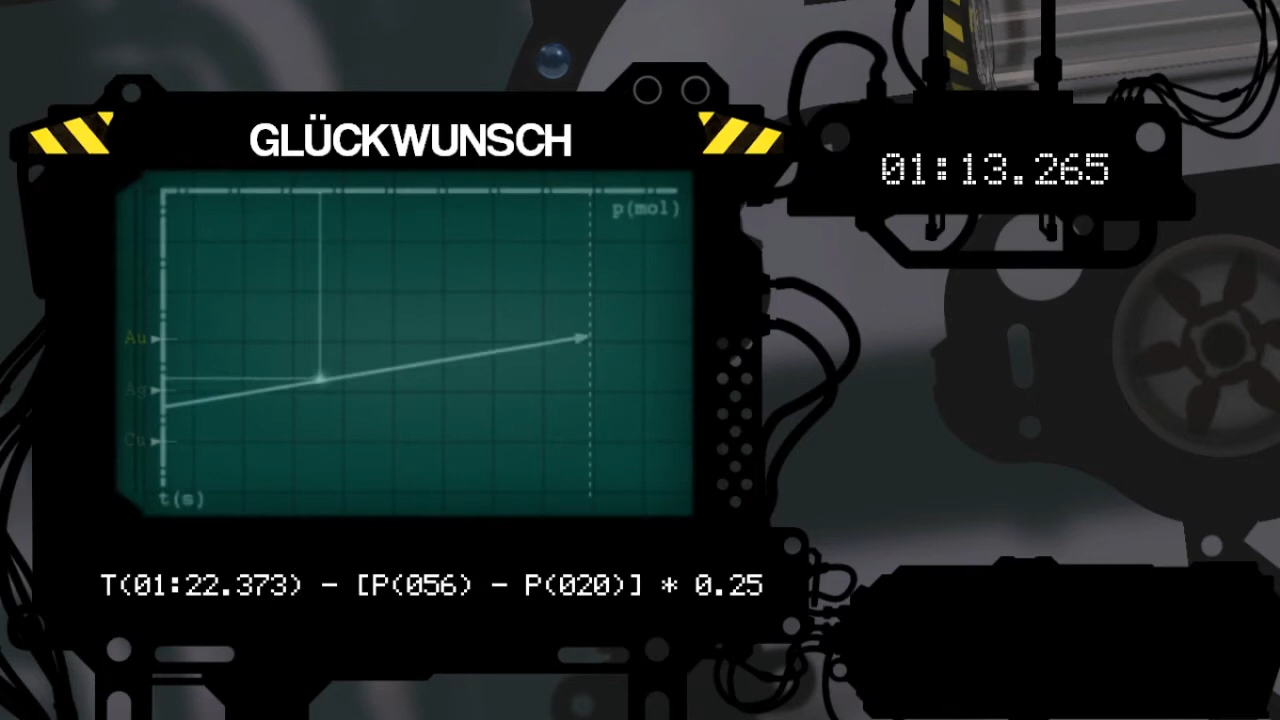 GLÜCKWUNSCH
01:13.265
p(mol)
Au
Ag
Cu
t(s)
T(01:22.373) - [P(056) - P(020)] * 0.25